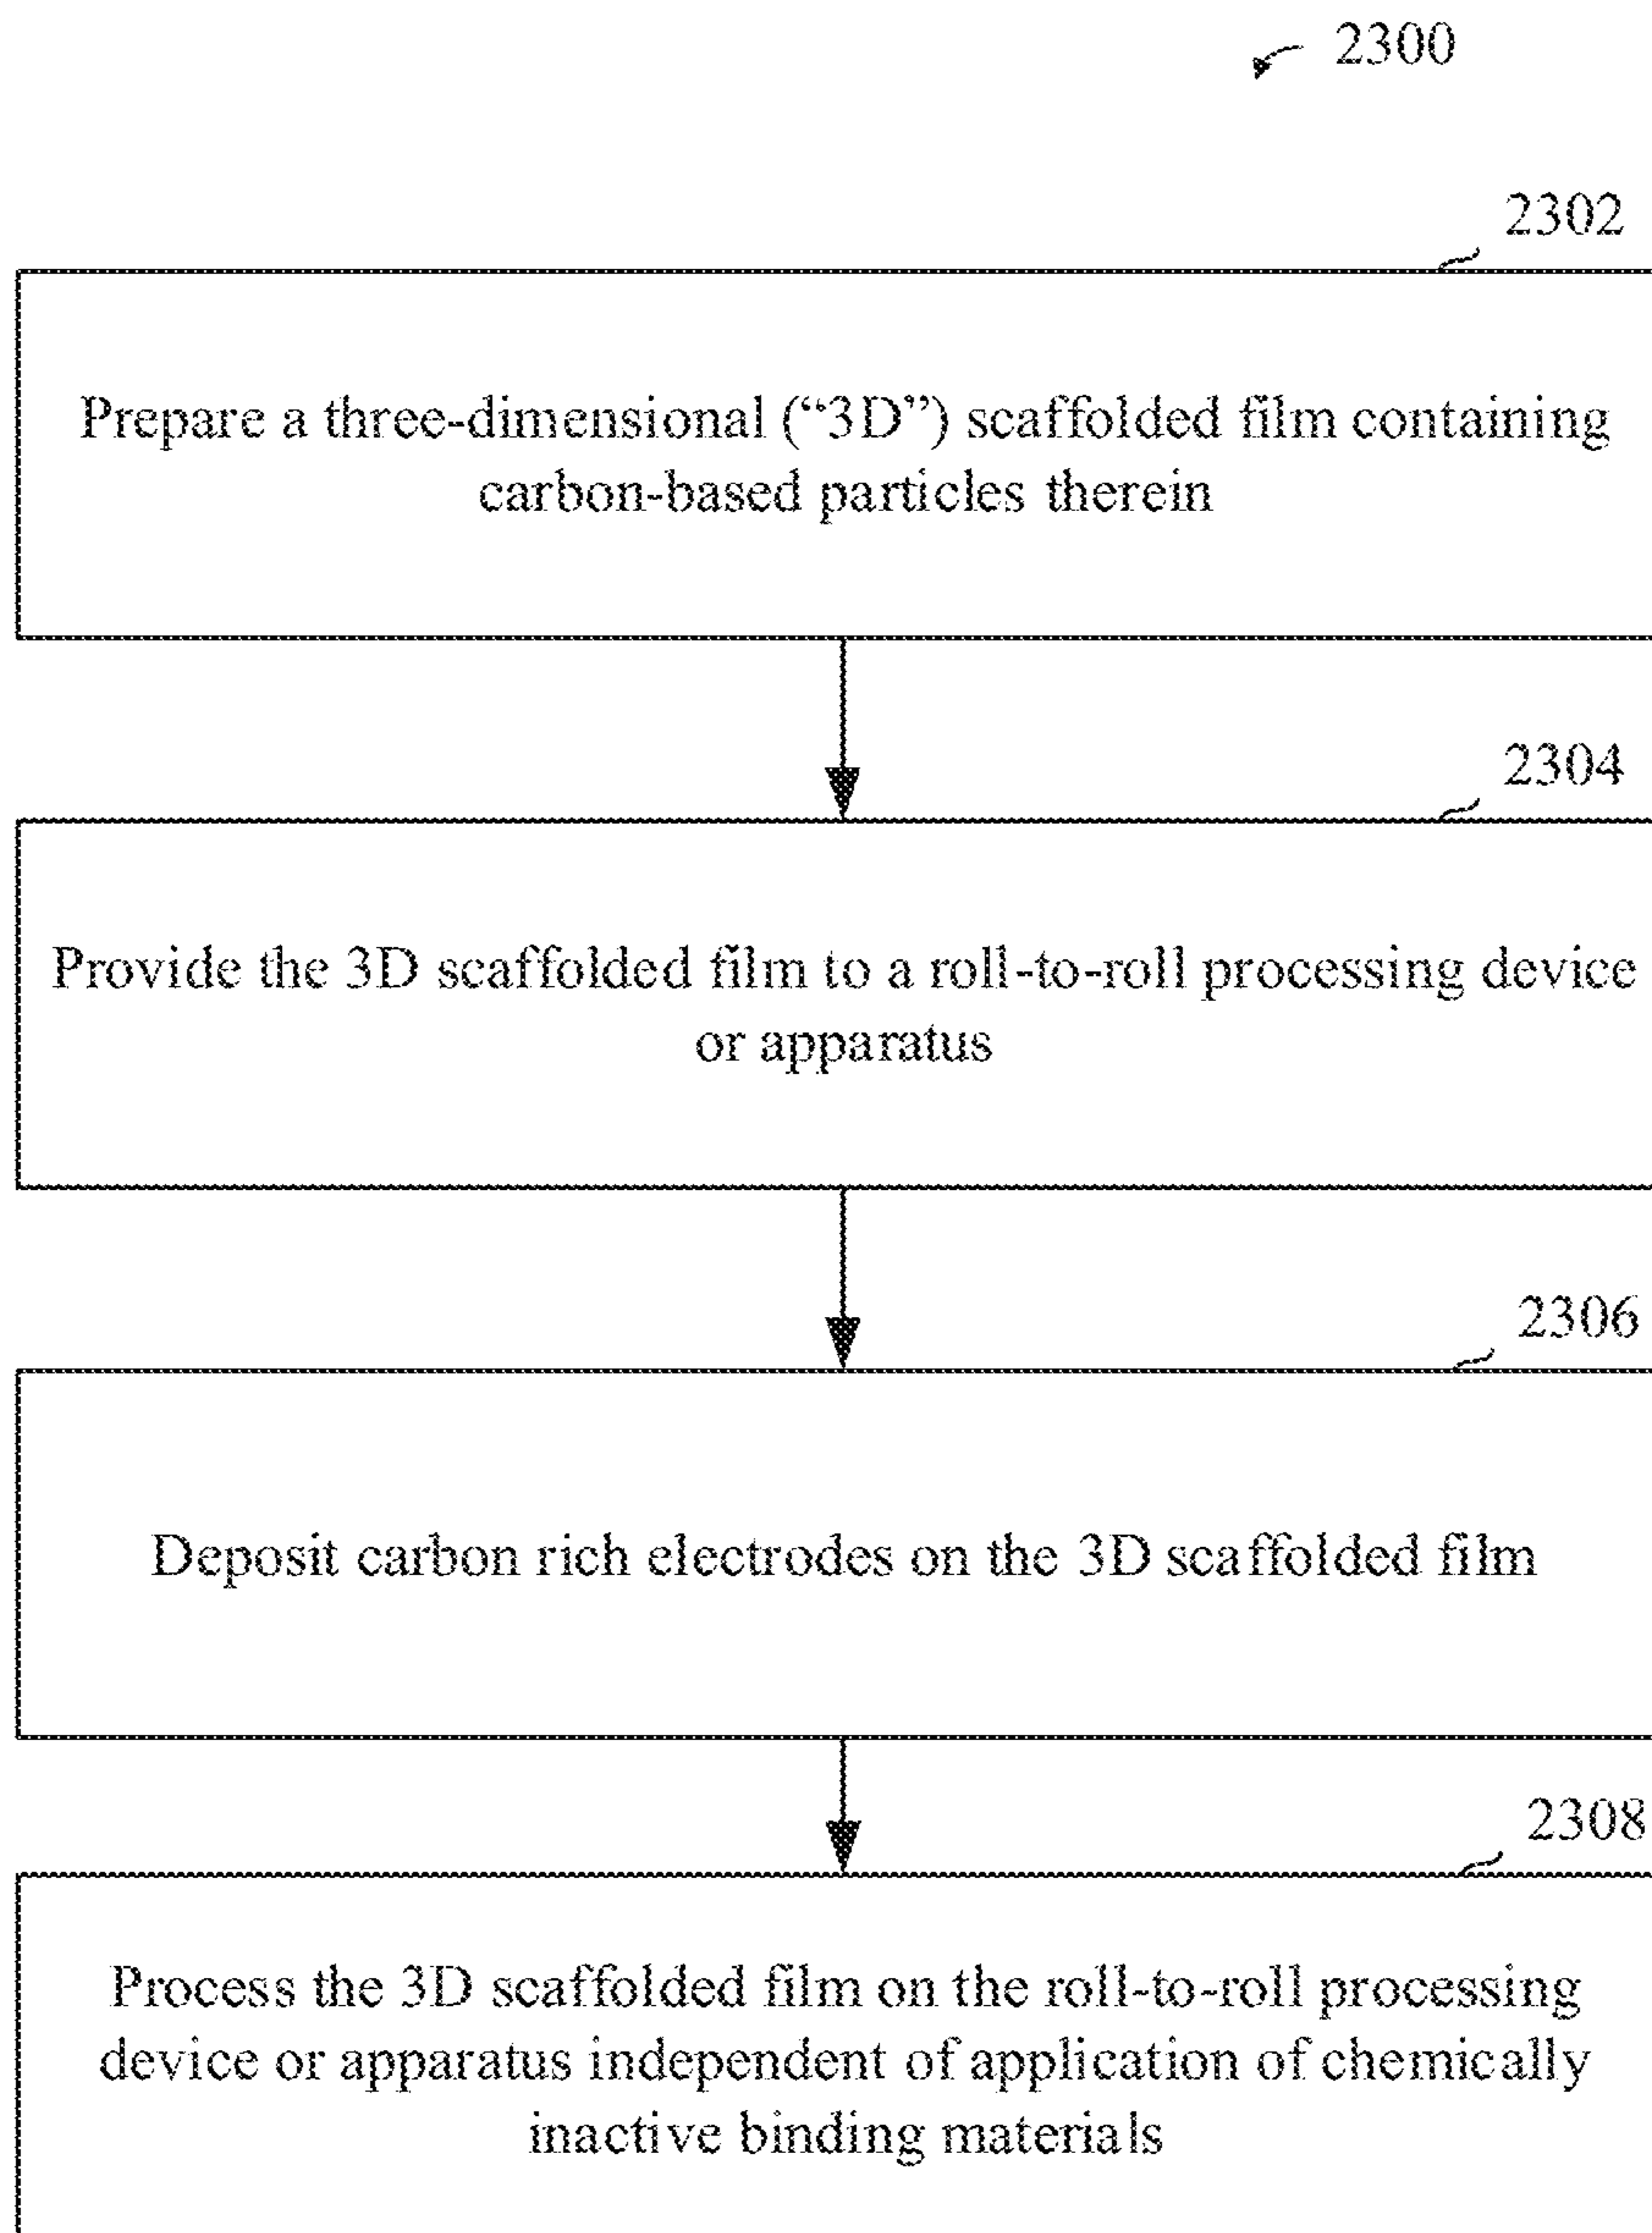 2300
2302
Prepare a three-dimensional (“3D”) scaffolded film containing
carbon-based particles therein
2304
Provide the 3D scaffolded film to a roll-to-roll processing device
or apparatus
2306
Deposit carbon rich electrodes on the 3D scaffolded film
2308
Process the 3D scaffolded film on the roll-to-roll processing
device or apparatus independent of application of chemically
inactive binding materials